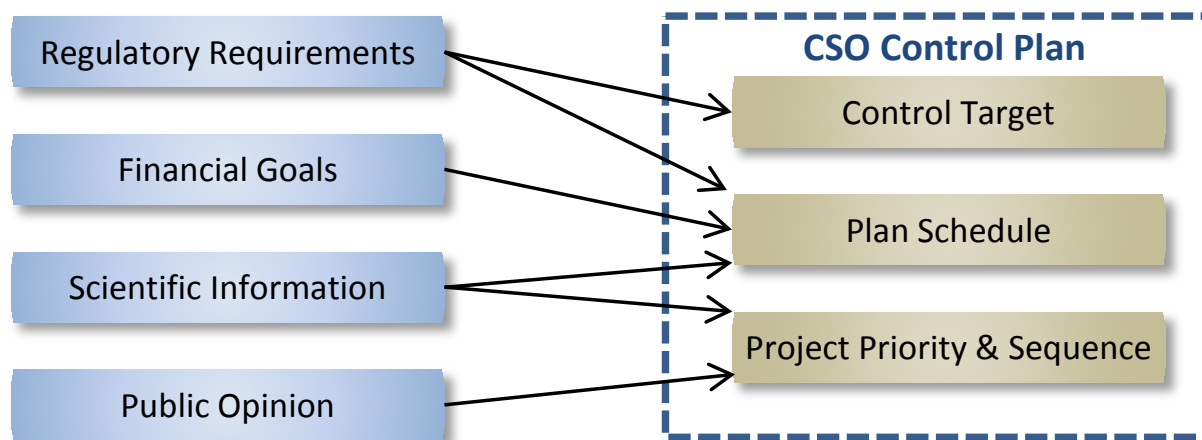 Regulatory Requirements
Financial Goals
Scientific Information
Public Opinion
CSO Control Plan
Control Target
Plan Schedule
Project Priority & Sequence